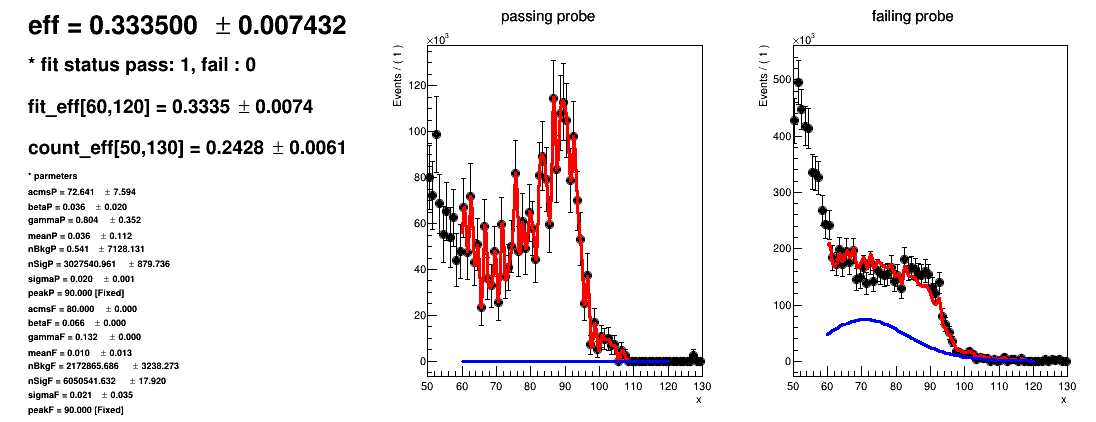 eff = 0.333500 ± 0.007432
* fit status pass: 1, fail : 0
fit_eff[60,120] = 0.3335 ± 0.0074
count_eff[50,130] = 0.2428 ± 0.0061
* parmeters
acmsP = 72.641 ± 7.594
betaP = 0.036 ± 0.020
gammaP = 0.804 ± 0.352
meanP = 0.036 ± 0.112
nBkgP = 0.541 ± 7128.131
nSigP = 3027540.961 ± 879.736
sigmaP = 0.020 ± 0.001
peakP = 90.000 [Fixed]
acmsF = 80.000 ± 0.000
betaF = 0.066 ± 0.000
gammaF = 0.132 ± 0.000
meanF = 0.010 ± 0.013
nBkgF = 2172865.686 ± 3238.273
nSigF = 6050541.632 ± 17.920
sigmaF = 0.021 ± 0.035
peakF = 90.000 [Fixed]
passing probe
×10³
Events / ( 1 )
120
100
80
60
40
20
0
50 60 70 80 90 100 110 120 130
x
failing probe
×10³
Events / ( 1 )
500
400
300
200
100
0
50 60 70 80 90 100 110 120 130
x